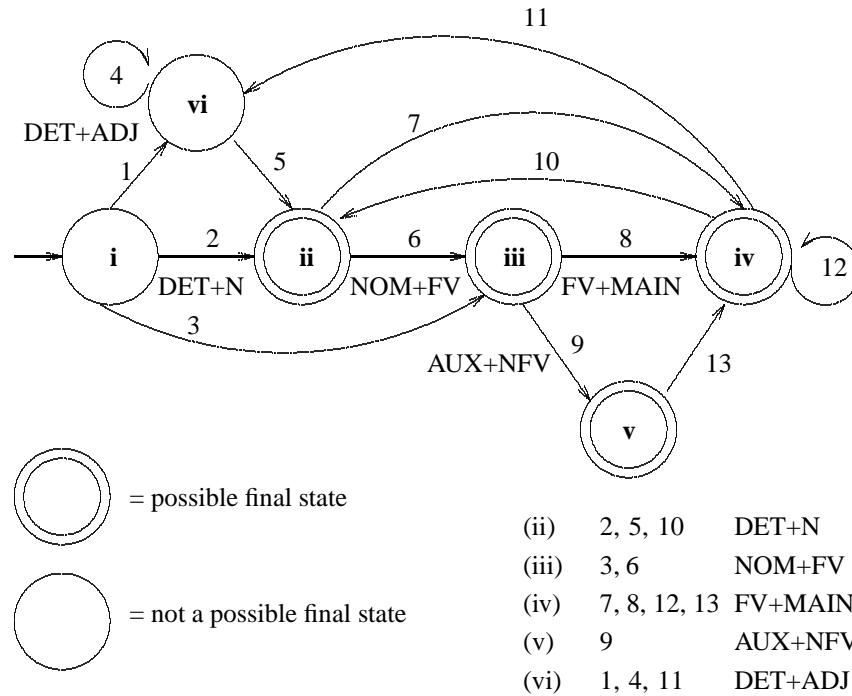 11
4
vi
7
DET+ADJ
1
5
10
2
6
8
i
ii
iii
iv
12
DET+N
NOM+FV
FV+MAIN
3
9
AUX+NFV
13
v
= possible final state
= not a possible final state
(ii) 2, 5, 10 DET+N
(iii) 3, 6 NOM+FV
(iv) 7, 8, 12, 13 FV+MAIN
(v) 9 AUX+NFV
(vi) 1, 4, 11 DET+ADJ